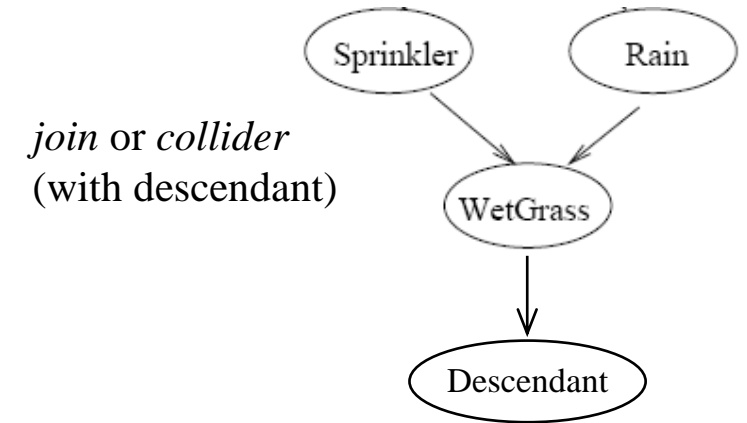 Sprinkler
Rain
join or collider
(with descendant)
WetGrass
Descendant